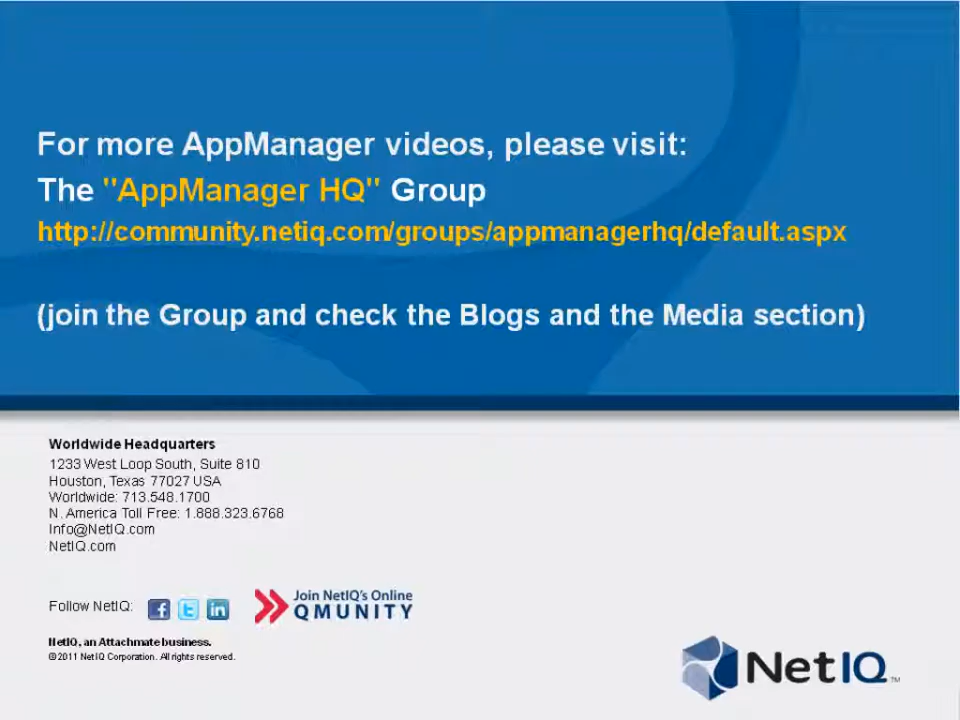 For more AppManager videos, please visit:
The "AppManager HQ" Group
http://community.netiq.com/groups/appmanagerhq/default.aspx
(join the Group and check the Blogs and the Media section)
Worldwide Headquarters
1233 West Loop South, Suite 810
Houston, Texas 77027 USA
Worldwide: 713.548.1700
N. America Toll Free: 1.888.323.6768
Info@NetIQ.com
NetIQ.com
Follow NetIQ:
Join NetIQ's Online
QMUNITY
NetIQ, an Attachmate business.
©2011 NetIQ Corporation. All rights reserved.
NetIQ™